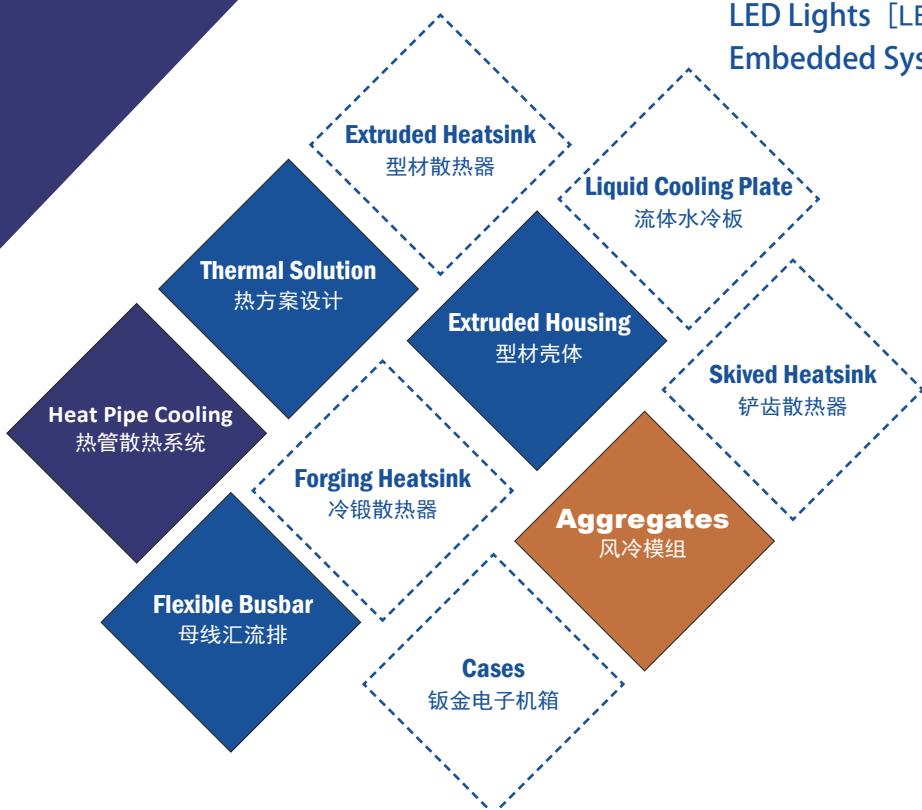 LED Lights [LE
Embedded Sys
Extruded Heatsink
型材散热器
Liquid Cooling Plate
流体水冷板
Thermal Solution
热方案设计
Extruded Housing
型材壳体
Skived Heatsink
铲齿散热器
Heat Pipe Cooling
热管散热系统
Forging Heatsink
冷锻散热器
Aggregates
风冷模组
Flexible Busbar
母线汇流排
Cases
钣金电子机箱